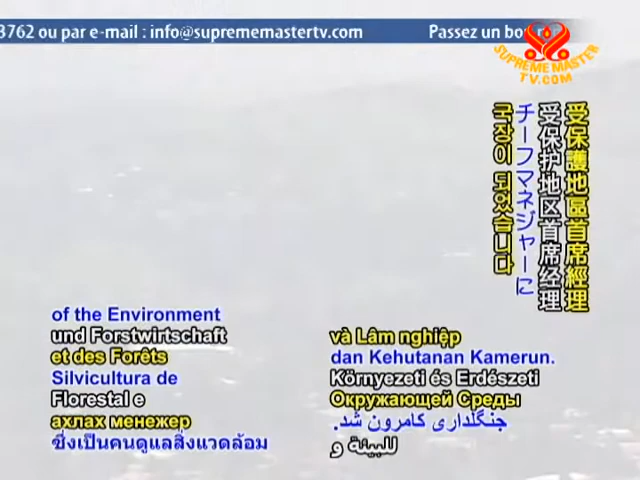 3762 ou par e-mail : info@suprememastertv.com Passez un bo
SUPREME MASTER
TV.COM
受保護地區首席經理
受保护地区首席经理
チーフマネジャーに
국장이 되었습니다
of the Environment
und Forstwirtschaft
et des Forêts
Silvicultura de
Florestal e
ахлах менежер
ซึ่งเป็นคนดูแลสิ่งแวดล้อม
và Lâm nghiệp
dan Kehutanan Kamerun.
Környezeti és Erdészeti
Окружающей Среды
جنگلداری کامرون شد.
للبيئة و